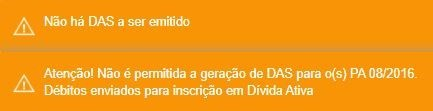 Não há DAS a ser emitido
Atenção! Não é permitida a geração de DAS para o(s) PA 08/2016.
Débitos enviados para inscrição em Dívida Ativa